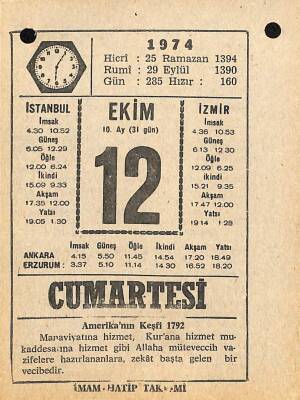 1974
Hicrî : 25 Ramazan 1394
Rumî : 29 Eylül 1390
Gün : 285 Hızır : 160
İSTANBUL
İmsak
4.30 10.52
Güneş
6.05 12.29
Öğle
12.00 6.24
İkindi
15.09 9.33
Akşam
17.35 12.00
Yatsı
19.05 1.30
EKİM
10. Ay (31 gün)
12
İZMİR
İmsak
4.36 10.53
Güneş
6.13 12.30
Öğle
12.09 6.25
İkindi
15.21 9.35
Akşam
17.47 12.00
Yatsı
19.14 1.28
İmsak Güneş Öğle İkindi Akşam Yatsı
ANKARA 4.15 5.50 11.45 14.54 17.20 18.49
ERZURUM : 3.37 5.10 11.14 14.30 16.52 18.20
CUMARTESİ
Amerika'nın Keşfi 1792
Maneviyatına hizmet, Kur'ana hizmet mu-
kaddesatına hizmet gibi Allaha müteveccih va-
zifelerle hazırlananlara, zekât başta gelen bir
vecibedir.
İMAM-HATİP TAKVİMİ